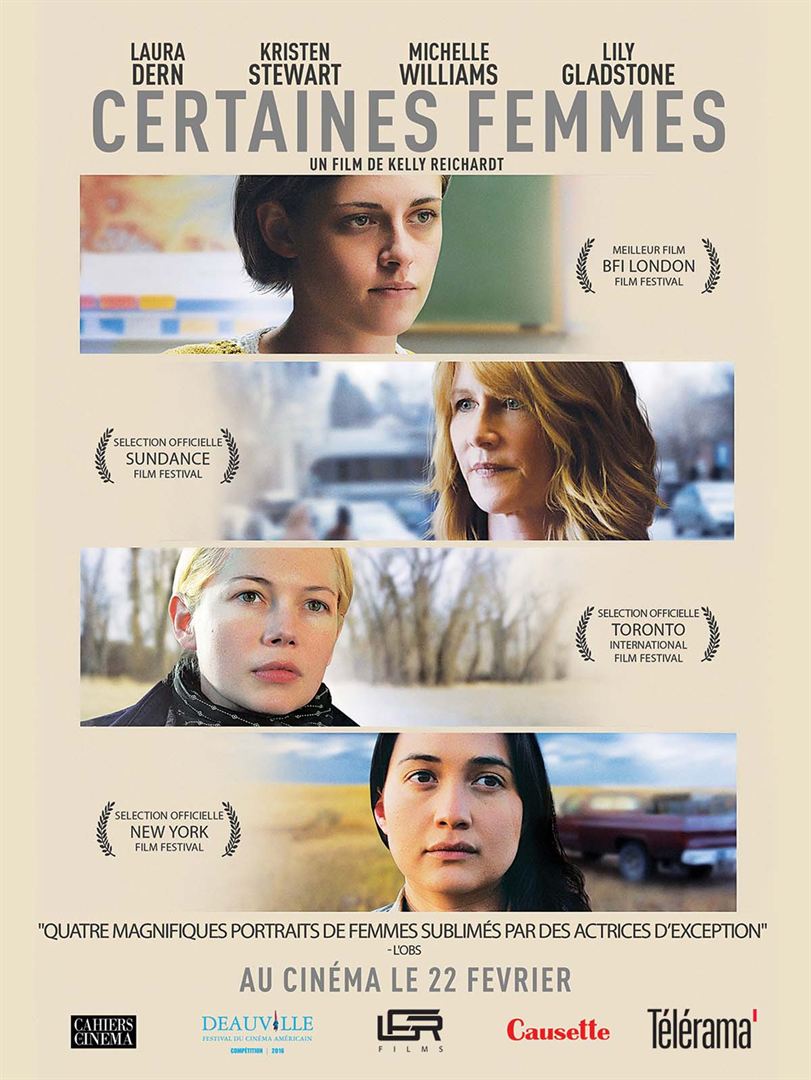 LAURA DERN
KRISTEN STEWART
MICHELLE WILLIAMS
LILY GLADSTONE
CERTAINES FEMMES
UN FILM DE KELLY REICHARDT
MEILLEUR FILM
BFI LONDON
FILM FESTIVAL
SELECTION OFFICIELLE
SUNDANCE
FILM FESTIVAL
SELECTION OFFICIELLE
TORONTO
INTERNATIONAL
FILM FESTIVAL
SELECTION OFFICIELLE
NEW YORK
FILM FESTIVAL
"QUATRE MAGNIFIQUES PORTRAITS DE FEMMES SUBLIMÉS PAR DES ACTRICES D'EXCEPTION"
- L'OBS
AU CINÉMA LE 22 FEVRIER
CAHIERS
DU
CINEMA
DEAUVILLE
FESTIVAL DU CINÉMA AMÉRICAIN
COMPÉTITION | 2016
LFR
FILMS
Causette
Télérama'